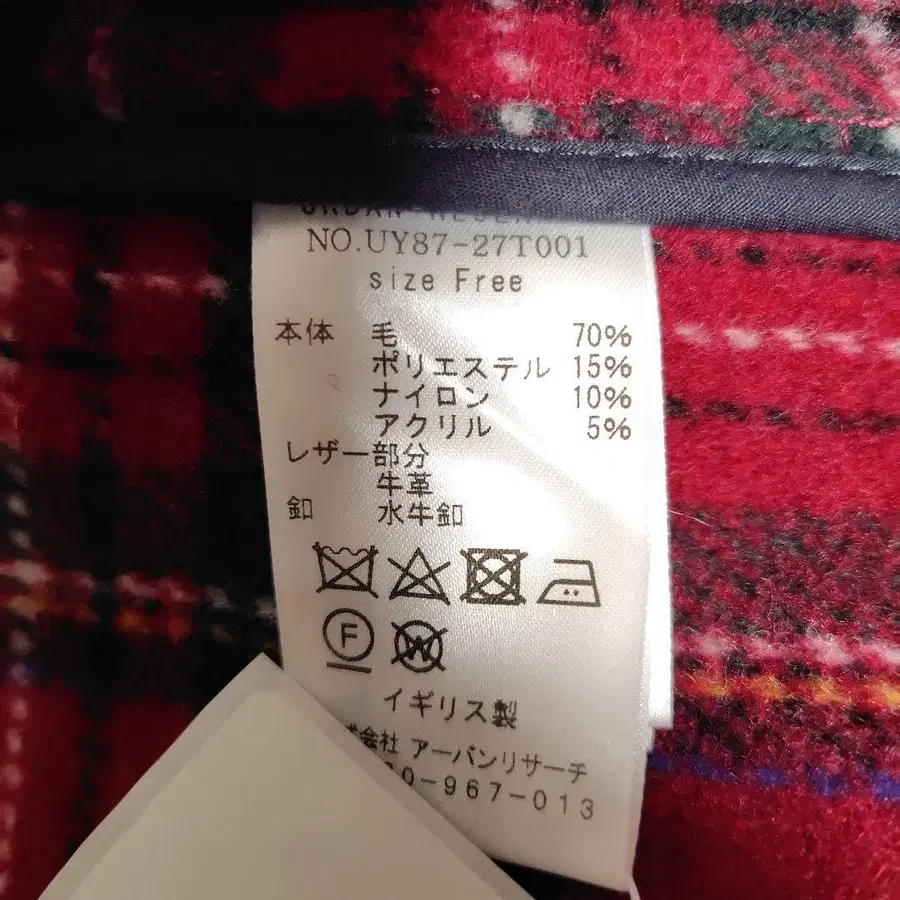 NO.UY87-27T001
size Free
本体 毛 70%
ポリエステル 15%
ナイロン 10%
アクリル 5%
レザー部分
牛革
釦 水牛釦
F W
イギリス製
会社 アーバンリサーチ
0-967-013